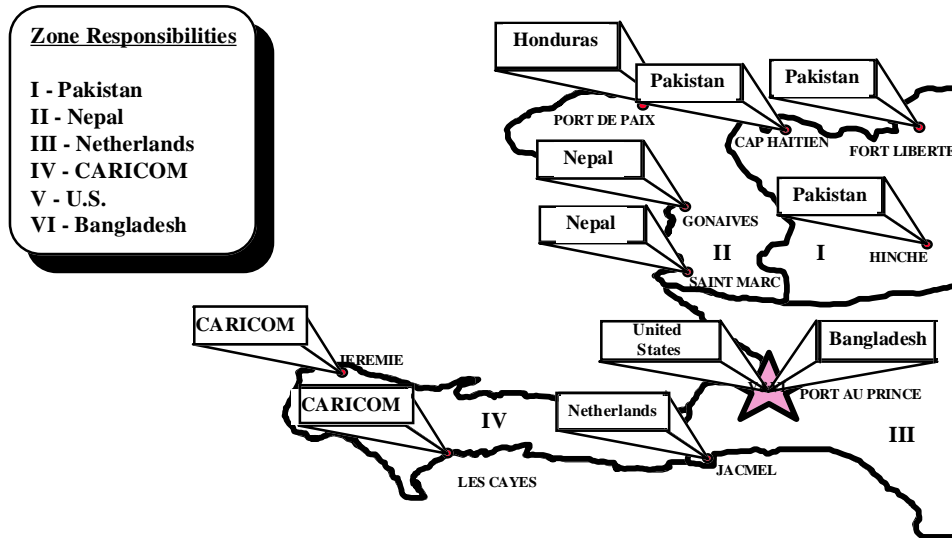 Zone Responsibilities
I - Pakistan
II - Nepal
III - Netherlands
IV - CARICOM
V - U.S.
VI - Bangladesh
Honduras
Pakistan
Pakistan
PORT DE PAIX
CAP HAITIEN
FORT LIBERTE
Nepal
Pakistan
GONAIVES
Nepal
II
I
HINCHE
SAINT MARC
CARICOM
United
States
Bangladesh
JEREMIE
PORT AU PRINCE
CARICOM
IV
Netherlands
III
JACMEL
LES CAYES